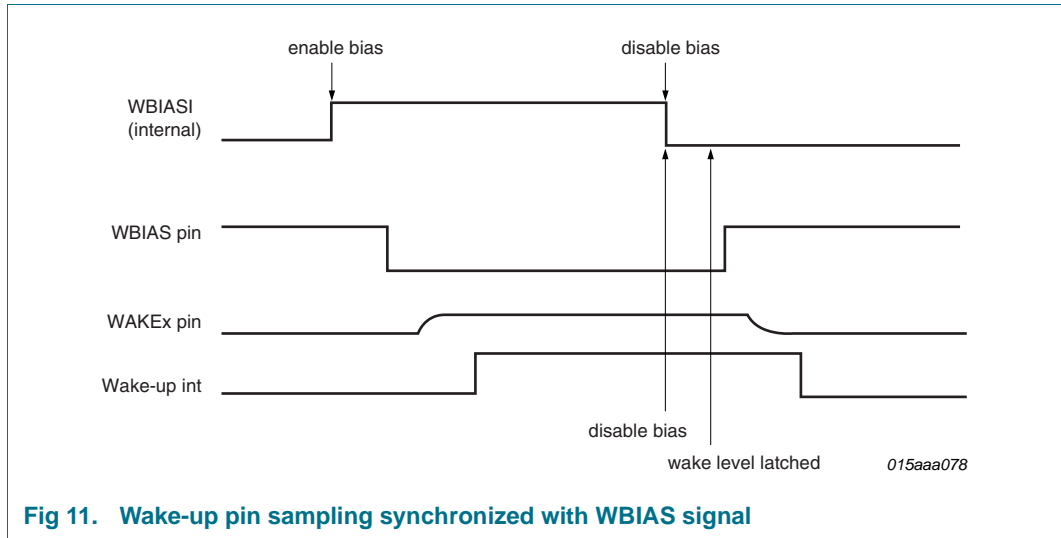 enable bias
disable bias
WBIASI
(internal)
WBIAS pin
WAKEx pin
Wake-up int
disable bias
wake level latched
015aaa078
Fig 11. Wake-up pin sampling synchronized with WBIAS signal